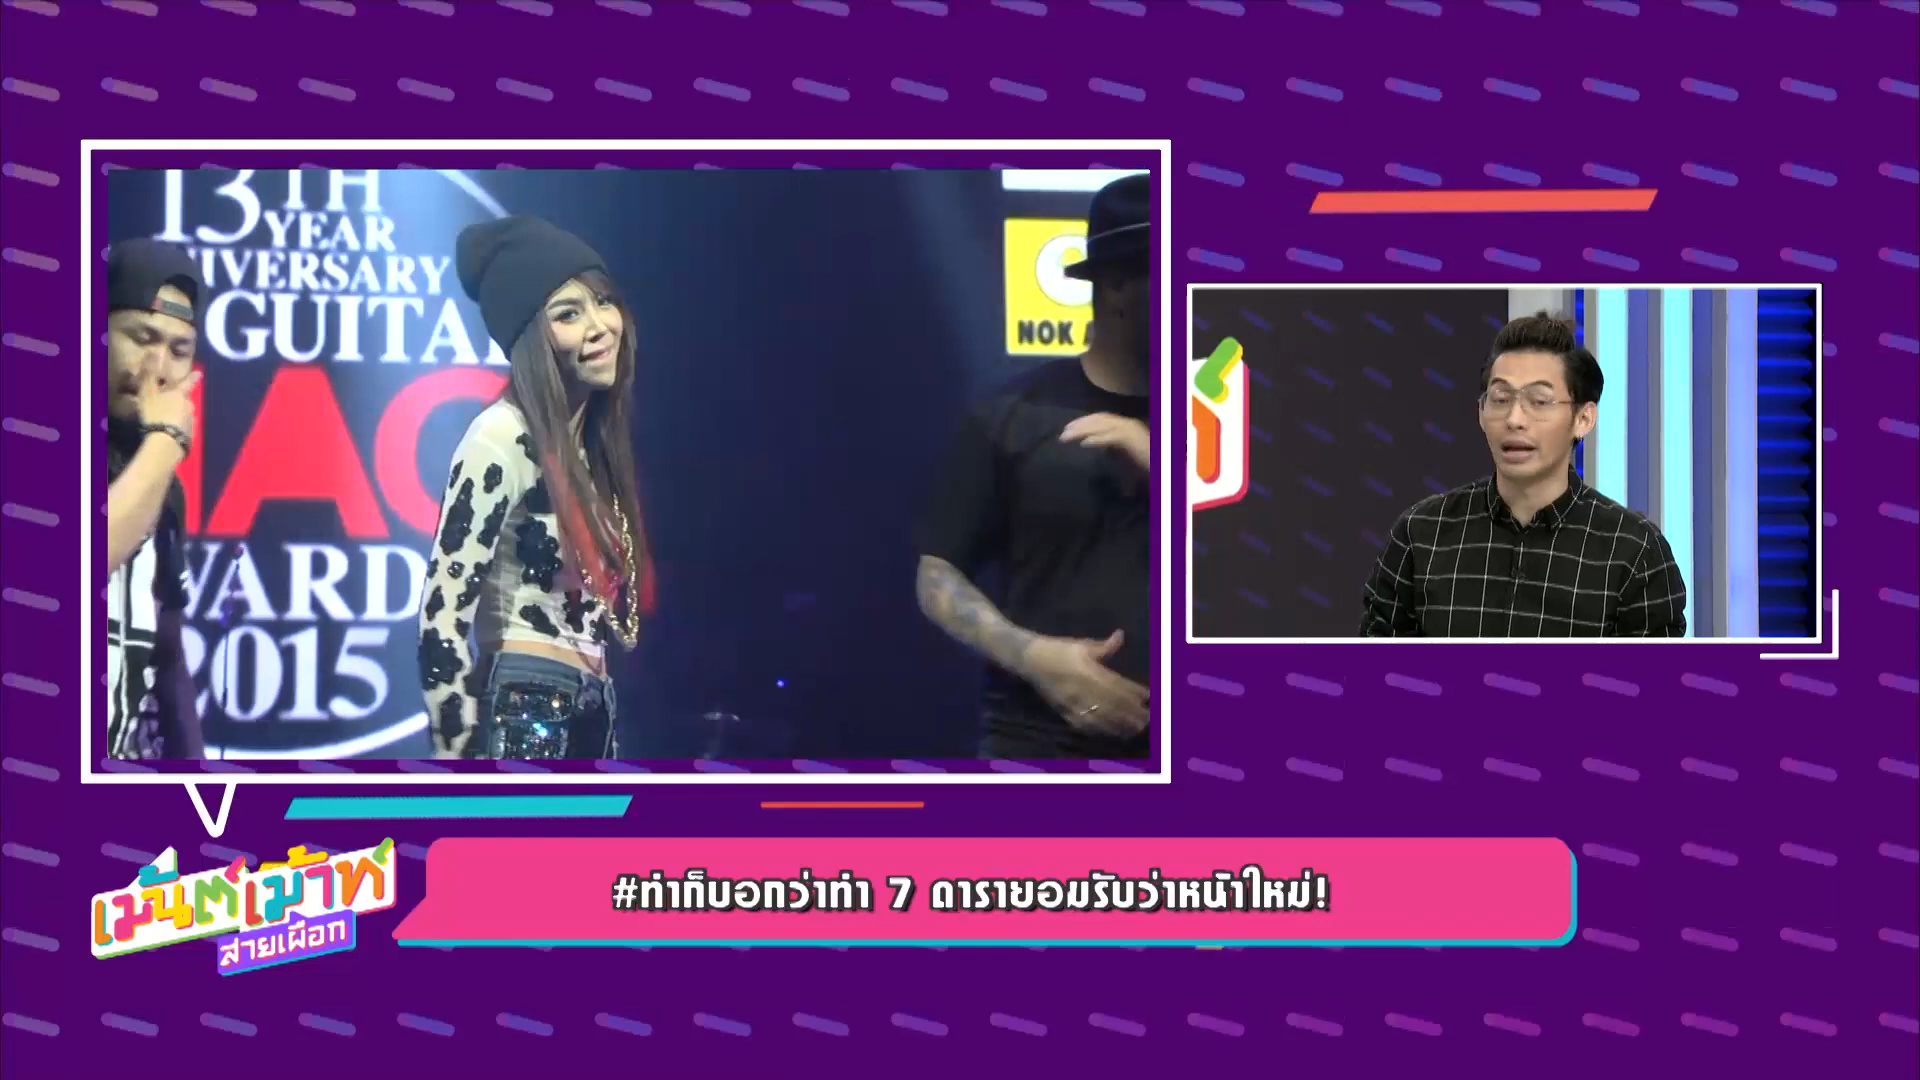 13TH
YEAR
NIVERSARY
GUITA
WARD
2015
NOK A
เม้นต์เม้าท์
สายเผือก
#ทำก็บอกว่าทำ 7 ดารายอมรับว่าหน้าใหม่!